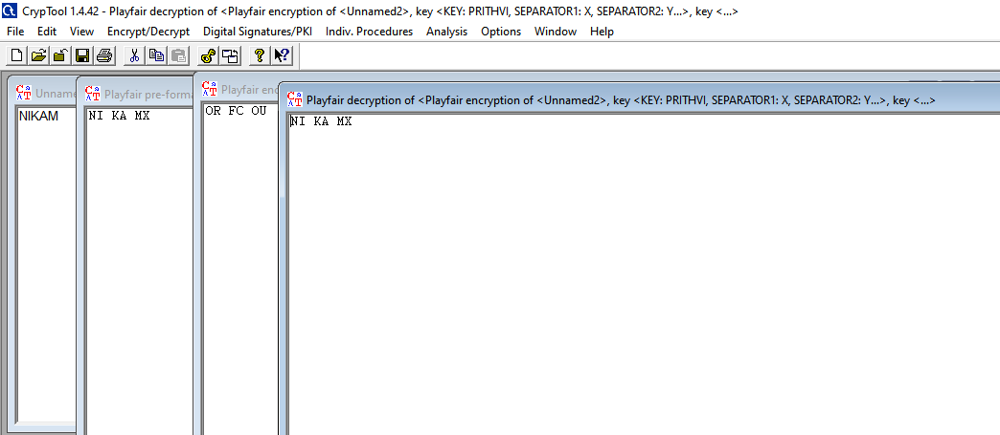 CrypTool 1.4.42 - Playfair decryption of <Playfair encryption of <Unnamed2>, key <KEY: PRITHVI, SEPARATOR1: X, SEPARATOR2: Y...>, key <...>
File Edit View Encrypt/Decrypt Digital Signatures/PKI Indiv. Procedures Analysis Options Window Help
Unname
Playfair pre-forma
Playfair enc
Playfair decryption of <Playfair encryption of <Unnamed2>, key <KEY: PRITHVI, SEPARATOR1: X, SEPARATOR2: Y...>, key <...>
NIKAM
NI KA MX
OR FC OU
NI KA MX